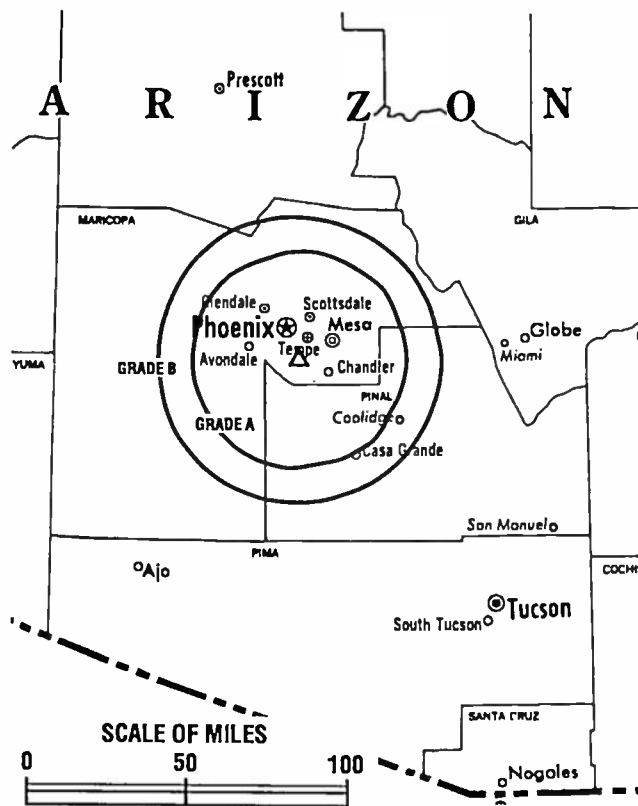 Prescott
A R I Z O N
MARICOPA
GILA
Glendale
Scottsdale
Phoenix
Mesa
Tempe
Globe
Miami
Avondale
YUMA
GRADE B
Chandler
PINAL
GRADE A
Coolidge
Casa Grande
San Manuel
PIMA
COCHI
Ajo
Tucson
South Tucson
SANTA CRUZ
SCALE OF MILES
0 50 100
Nogales